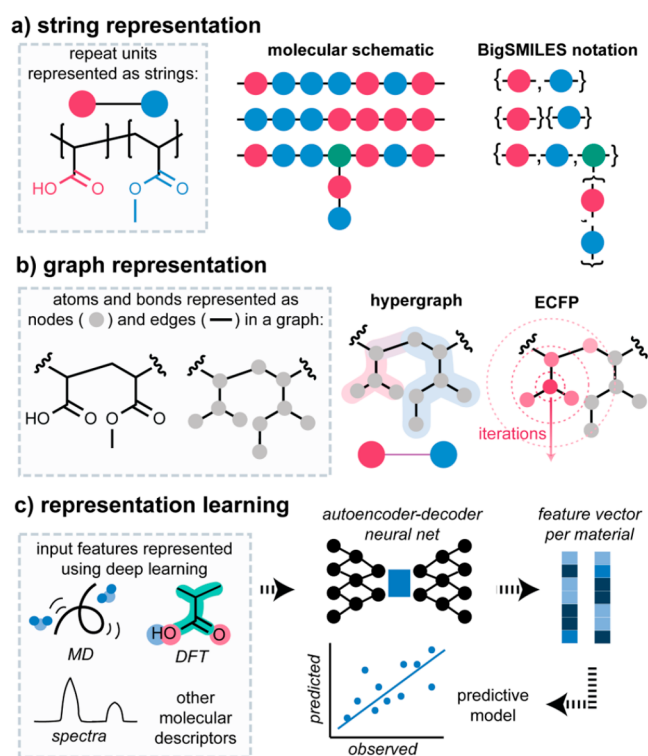 a) string representation
repeat units
represented as strings:
HO
O
O
O
molecular schematic
BigSMILES notation
{ , }
{ }{ }
{ , , }
b) graph representation
atoms and bonds represented as
nodes ( ) and edges ( ) in a graph:
HO
O
O
O
hypergraph
ECFP
iterations
c) representation learning
input features represented
using deep learning
MD
HO
O
DFT
spectra
other
molecular
descriptors
autoencoder-decoder
neural net
feature vector
per material
predicted
observed
predictive
model